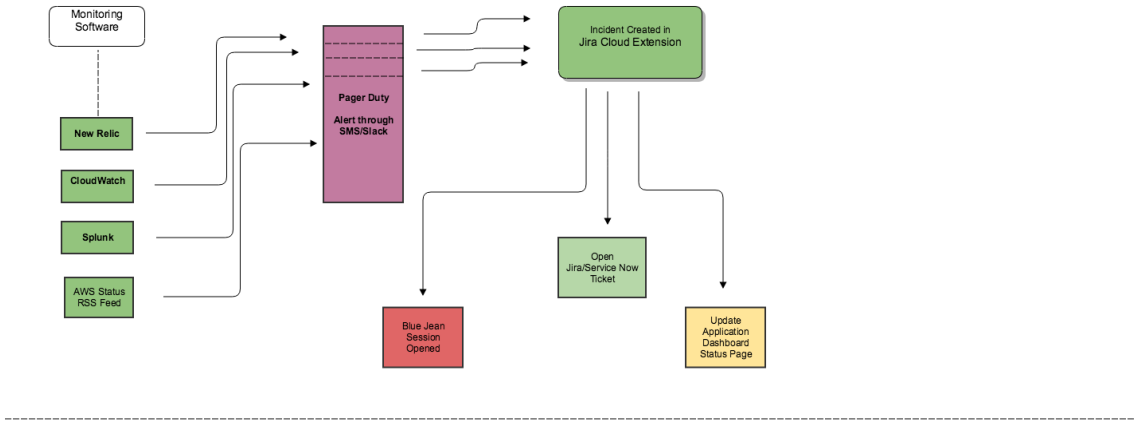 Monitoring
Software
New Relic
CloudWatch
Splunk
AWS Status
RSS Feed
Pager Duty
Alert through
SMS/Slack
Incident Created in
Jira Cloud Extension
Blue Jean
Session
Opened
Open
Jira/Service Now
Ticket
Update
Application
Dashboard
Status Page